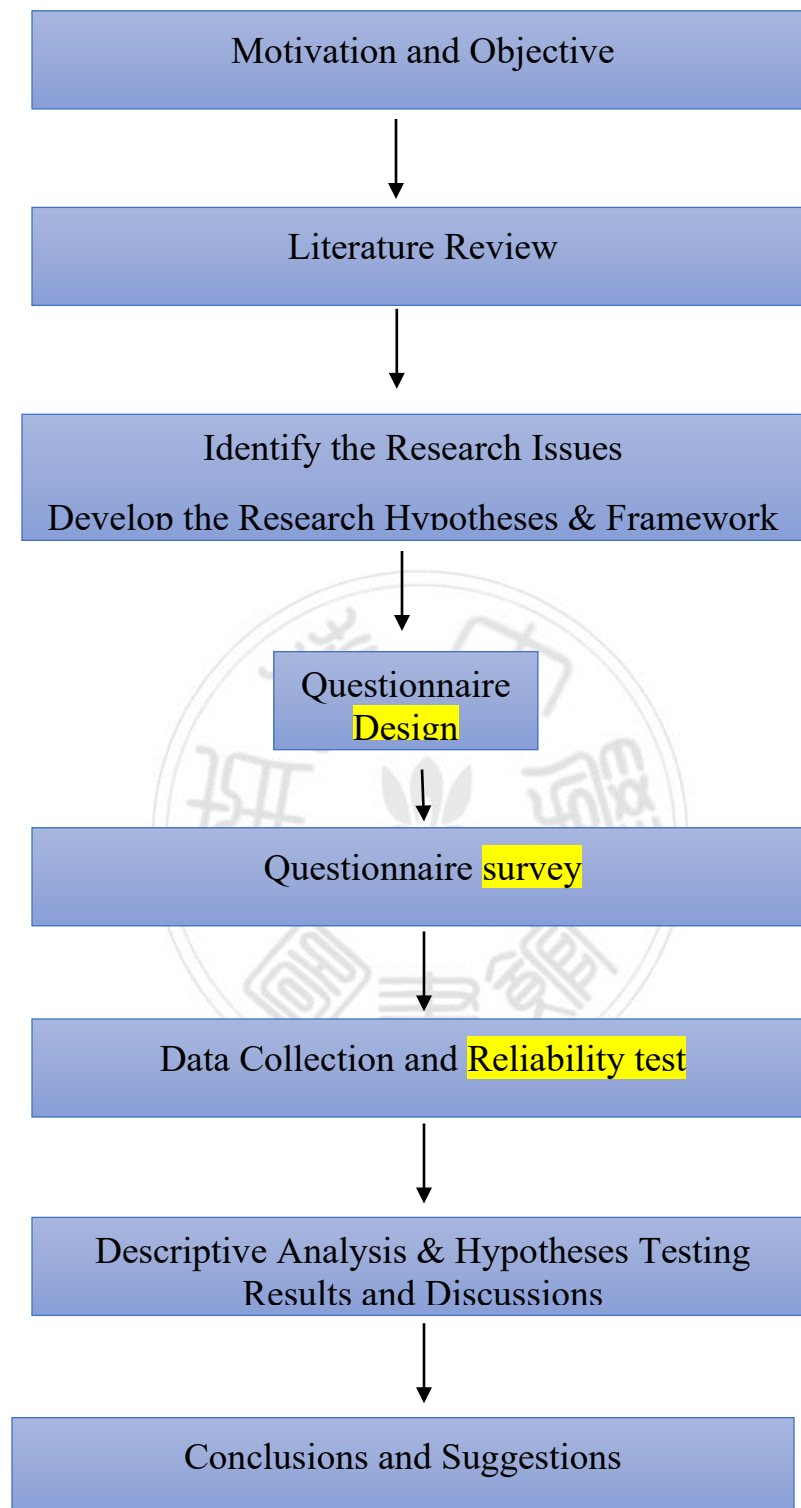 Motivation and Objective
Literature Review
Identify the Research Issues
Develop the Research Hypotheses & Framework
Questionnaire
Design
Questionnaire survey
Data Collection and Reliability test
Descriptive Analysis & Hypotheses Testing
Results and Discussions
Conclusions and Suggestions